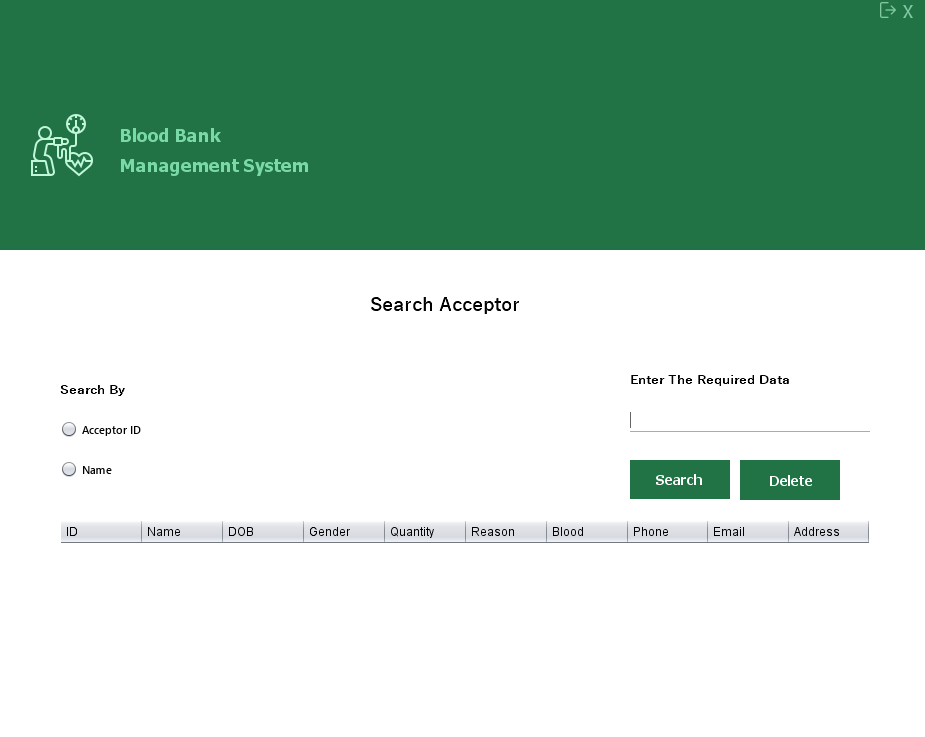 X
Blood Bank
Management System
Search Acceptor
Search By
Enter The Required Data
Acceptor ID
Name
Search Delete
ID Name DOB Gender Quantity Reason Blood Phone Email Address